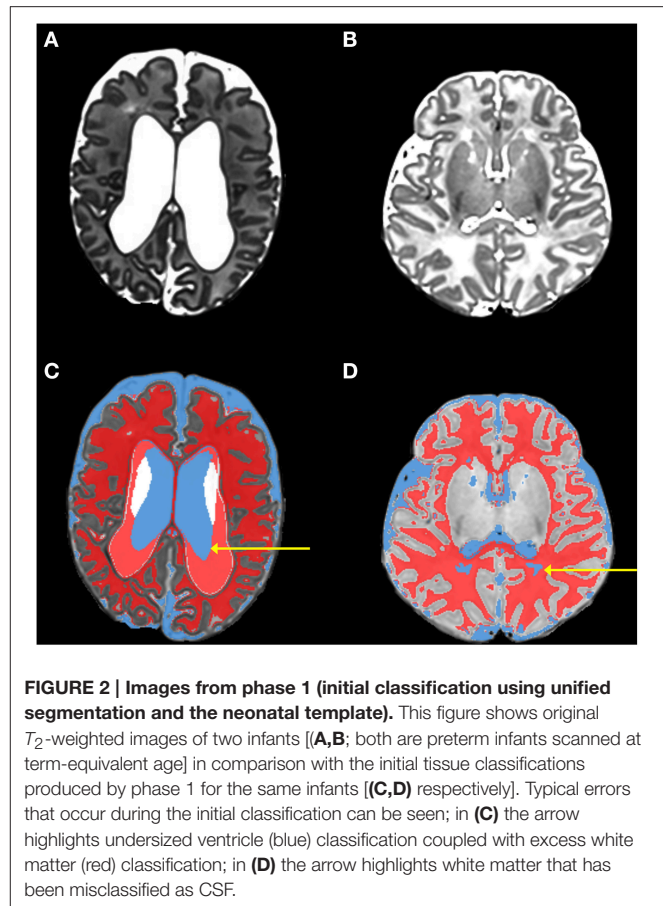 A
B
C
D
FIGURE 2 | Images from phase 1 (initial classification using unified
segmentation and the neonatal template). This figure shows original
T2-weighted images of two infants [(A,B; both are preterm infants scanned at
term-equivalent age] in comparison with the initial tissue classifications
produced by phase 1 for the same infants [(C,D) respectively]. Typical errors
that occur during the initial classification can be seen; in (C) the arrow
highlights undersized ventricle (blue) classification coupled with excess white
matter (red) classification; in (D) the arrow highlights white matter that has
been misclassified as CSF.